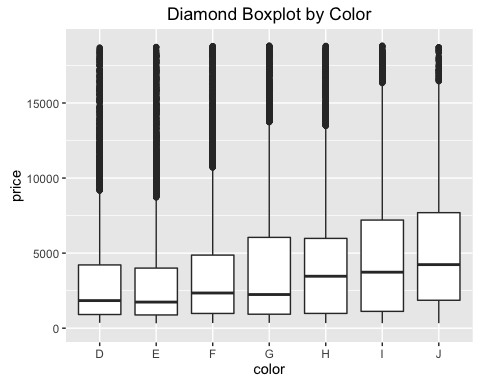 Diamond Boxplot by Color
price
15000
10000
5000
0
D E F G H I J
color